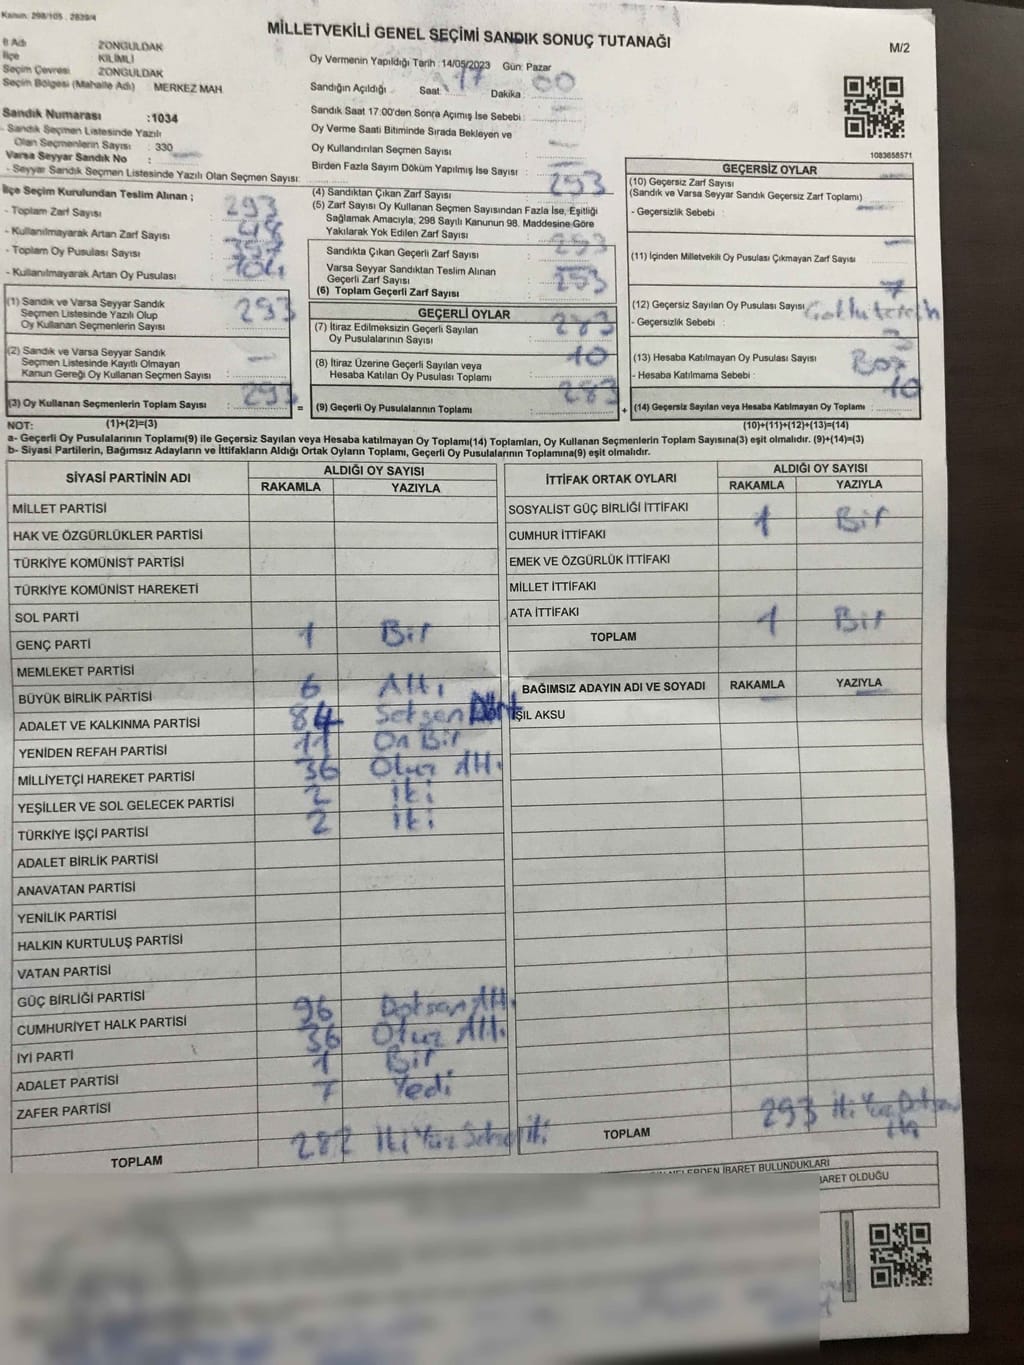 Kanun: 298/105, 2839/4
MİLLETVEKİLİ GENEL SEÇİMİ SANDIK SONUÇ TUTANAĞI
M/2
İl Adı ZONGULDAK
İlçe KİLİMLİ
Seçim Çevresi ZONGULDAK
Seçim Bölgesi (Mahalle Adı) MERKEZ MAH
Sandık Numarası :1034
- Sandık Seçmen Listesinde Yazılı
Olan Seçmenlerin Sayısı : 330
Varsa Seyyar Sandık No :
- Seyyar Sandık Seçmen Listesinde Yazılı Olan Seçmen Sayısı:
Oy Vermenin Yapıldığı Tarih :14/05/2023 Gün: Pazar
Sandığın Açıldığı Saat: 17 Dakika: 00
Sandık Saat 17:00'den Sonra Açımış İse Sebebi :
Oy Verme Saati Bitiminde Sırada Bekleyen ve
Oy Kullandırılan Seçmen Sayısı :
Birden Fazla Sayım Döküm Yapılmış İse Sayısı :
1083658571
İlçe Seçim Kurulundan Teslim Alınan ;
- Toplam Zarf Sayısı : 293
- Kullanılmayarak Artan Zarf Sayısı : 48
- Toplam Oy Pusulası Sayısı :
- Kullanılmayarak Artan Oy Pusulası : 104
(1) Sandık ve Varsa Seyyar Sandık
Seçmen Listesinde Yazılı Olup
Oy Kullanan Seçmenlerin Sayısı : 293
(2) Sandık ve Varsa Seyyar Sandık
Seçmen Listesinde Kayıtlı Olmayan
Kanun Gereği Oy Kullanan Seçmen Sayısı : —
(3) Oy Kullanan Seçmenlerin Toplam Sayısı : 293
(1)+(2)=(3)
(4) Sandıktan Çıkan Zarf Sayısı : 293
(5) Zarf Sayısı Oy Kullanan Seçmen Sayısından Fazla İse, Eşitliği
Sağlamak Amacıyla; 298 Sayılı Kanunun 98. Maddesine Göre
Yakılarak Yok Edilen Zarf Sayısı :
Sandıkta Çıkan Geçerli Zarf Sayısı : 293
Varsa Seyyar Sandıktan Teslim Alınan
Geçerli Zarf Sayısı :
(6) Toplam Geçerli Zarf Sayısı : 293
GEÇERLİ OYLAR
(7) İtiraz Edilmeksizin Geçerli Sayılan
Oy Pusulalarının Sayısı : 283
(8) İtiraz Üzerine Geçerli Sayılan veya
Hesaba Katılan Oy Pusulası Toplamı : 10
= (9) Geçerli Oy Pusulalarının Toplamı : 283 +
GEÇERSİZ OYLAR
(10) Geçersiz Zarf Sayısı
(Sandık ve Varsa Seyyar Sandık Geçersiz Zarf Toplamı) :
- Geçersizlik Sebebi :
(11) İçinden Milletvekili Oy Pusulası Çıkmayan Zarf Sayısı : —
(12) Geçersiz Sayılan Oy Pusulası Sayısı : 7
- Geçersizlik Sebebi :
(13) Hesaba Katılmayan Oy Pusulası Sayısı : 3
- Hesaba Katılmama Sebebi : Boş
(14) Geçersiz Sayılan veya Hesaba Katılmayan Oy Toplamı : 10
(10)+(11)+(12)+(13)=(14)
NOT:
a- Geçerli Oy Pusulalarının Toplamı(9) ile Geçersiz Sayılan veya Hesaba katılmayan Oy Toplamı(14) Toplamları, Oy Kullanan Seçmenlerin Toplam Sayısına(3) eşit olmalıdır. (9)+(14)=(3)
b- Siyasi Partilerin, Bağımsız Adayların ve İttifakların Aldığı Ortak Oyların Toplamı, Geçerli Oy Pusulalarının Toplamına(9) eşit olmalıdır.
SİYASİ PARTİNİN ADI ALDIĞI OY SAYISI
RAKAMLA YAZIYLA
MİLLET PARTİSİ
HAK VE ÖZGÜRLÜKLER PARTİSİ
TÜRKİYE KOMÜNİST PARTİSİ
TÜRKİYE KOMÜNİST HAREKETİ
SOL PARTİ
GENÇ PARTİ 1 Bir
MEMLEKET PARTİSİ
BÜYÜK BİRLİK PARTİSİ 6 Altı
ADALET VE KALKINMA PARTİSİ 84 Seksen Dört
YENİDEN REFAH PARTİSİ 11 On Bir
MİLLİYETÇİ HAREKET PARTİSİ 36 Otuz Altı
YEŞİLLER VE SOL GELECEK PARTİSİ 2 İki
TÜRKİYE İŞÇİ PARTİSİ 2 İki
ADALET BİRLİK PARTİSİ
ANAVATAN PARTİSİ
YENİLİK PARTİSİ
HALKIN KURTULUŞ PARTİSİ
VATAN PARTİSİ
GÜÇ BİRLİĞİ PARTİSİ
CUMHURİYET HALK PARTİSİ 96 Doksan Altı
İYİ PARTİ 36 Otuz Altı
ADALET PARTİSİ 1 Bir
ZAFER PARTİSİ 7 Yedi
TOPLAM 282 İki Yüz Seksen İki
İTTİFAK ORTAK OYLARI ALDIĞI OY SAYISI
RAKAMLA YAZIYLA
SOSYALİST GÜÇ BİRLİĞİ İTTİFAKI
CUMHUR İTTİFAKI 1 Bir
EMEK VE ÖZGÜRLÜK İTTİFAKI
MİLLET İTTİFAKI
ATA İTTİFAKI
TOPLAM 1 Bir
BAĞIMSIZ ADAYIN ADI VE SOYADI RAKAMLA YAZIYLA
IŞIL AKSU
TOPLAM 293 İki Yüz Doksan
İBARET BULUNDUKLARI
BARET OLDUĞU